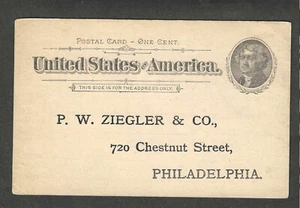 POSTAL CARD – ONE CENT.
United States of America.
THIS SIDE IS FOR THE ADDRESS ONLY.
P. W. ZIEGLER & CO.,
720 Chestnut Street,
PHILADELPHIA.